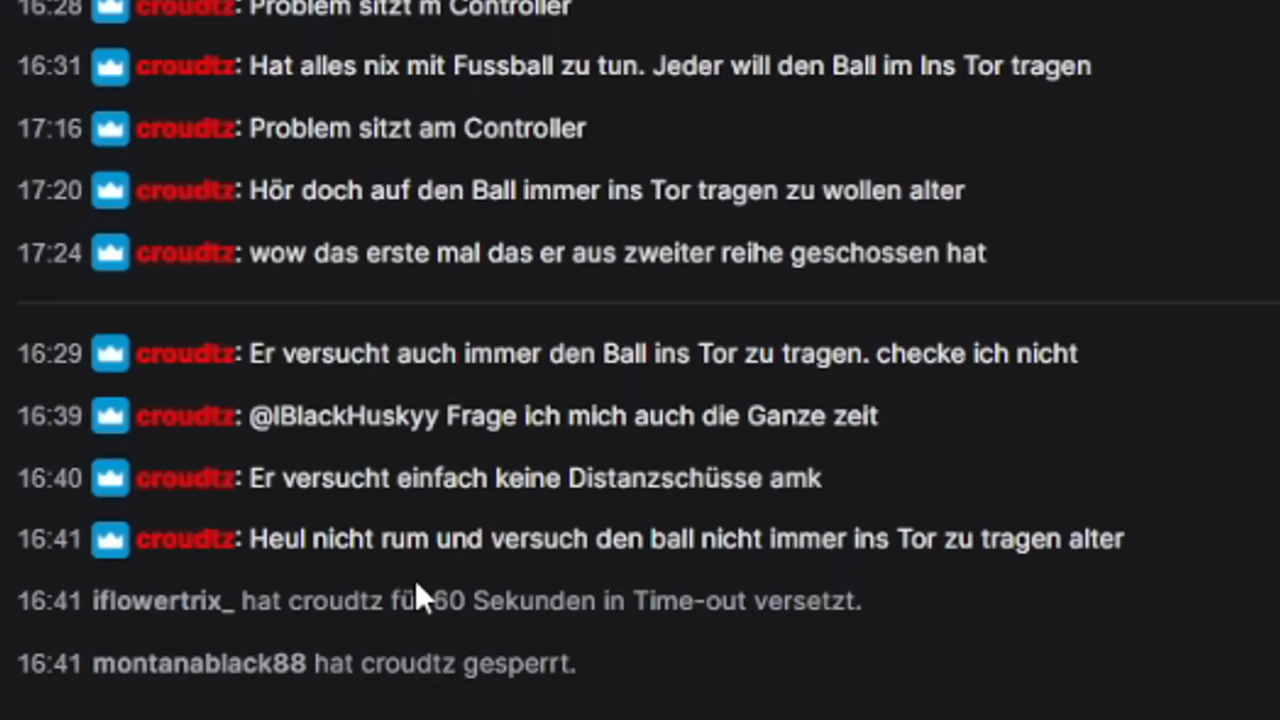 16:28 croudtz: Problem sitzt m Controller
16:31 croudtz: Hat alles nix mit Fussball zu tun. Jeder will den Ball im Ins Tor tragen
17:16 croudtz: Problem sitzt am Controller
17:20 croudtz: Hör doch auf den Ball immer ins Tor tragen zu wollen alter
17:24 croudtz: wow das erste mal das er aus zweiter reihe geschossen hat
16:29 croudtz: Er versucht auch immer den Ball ins Tor zu tragen. checke ich nicht
16:39 croudtz: @IBlackHuskyy Frage ich mich auch die Ganze zeit
16:40 croudtz: Er versucht einfach keine Distanzschüsse amk
16:41 croudtz: Heul nicht rum und versuch den ball nicht immer ins Tor zu tragen alter
16:41 iflowertrix_ hat croudtz für 60 Sekunden in Time-out versetzt.
16:41 montanablack88 hat croudtz gesperrt.